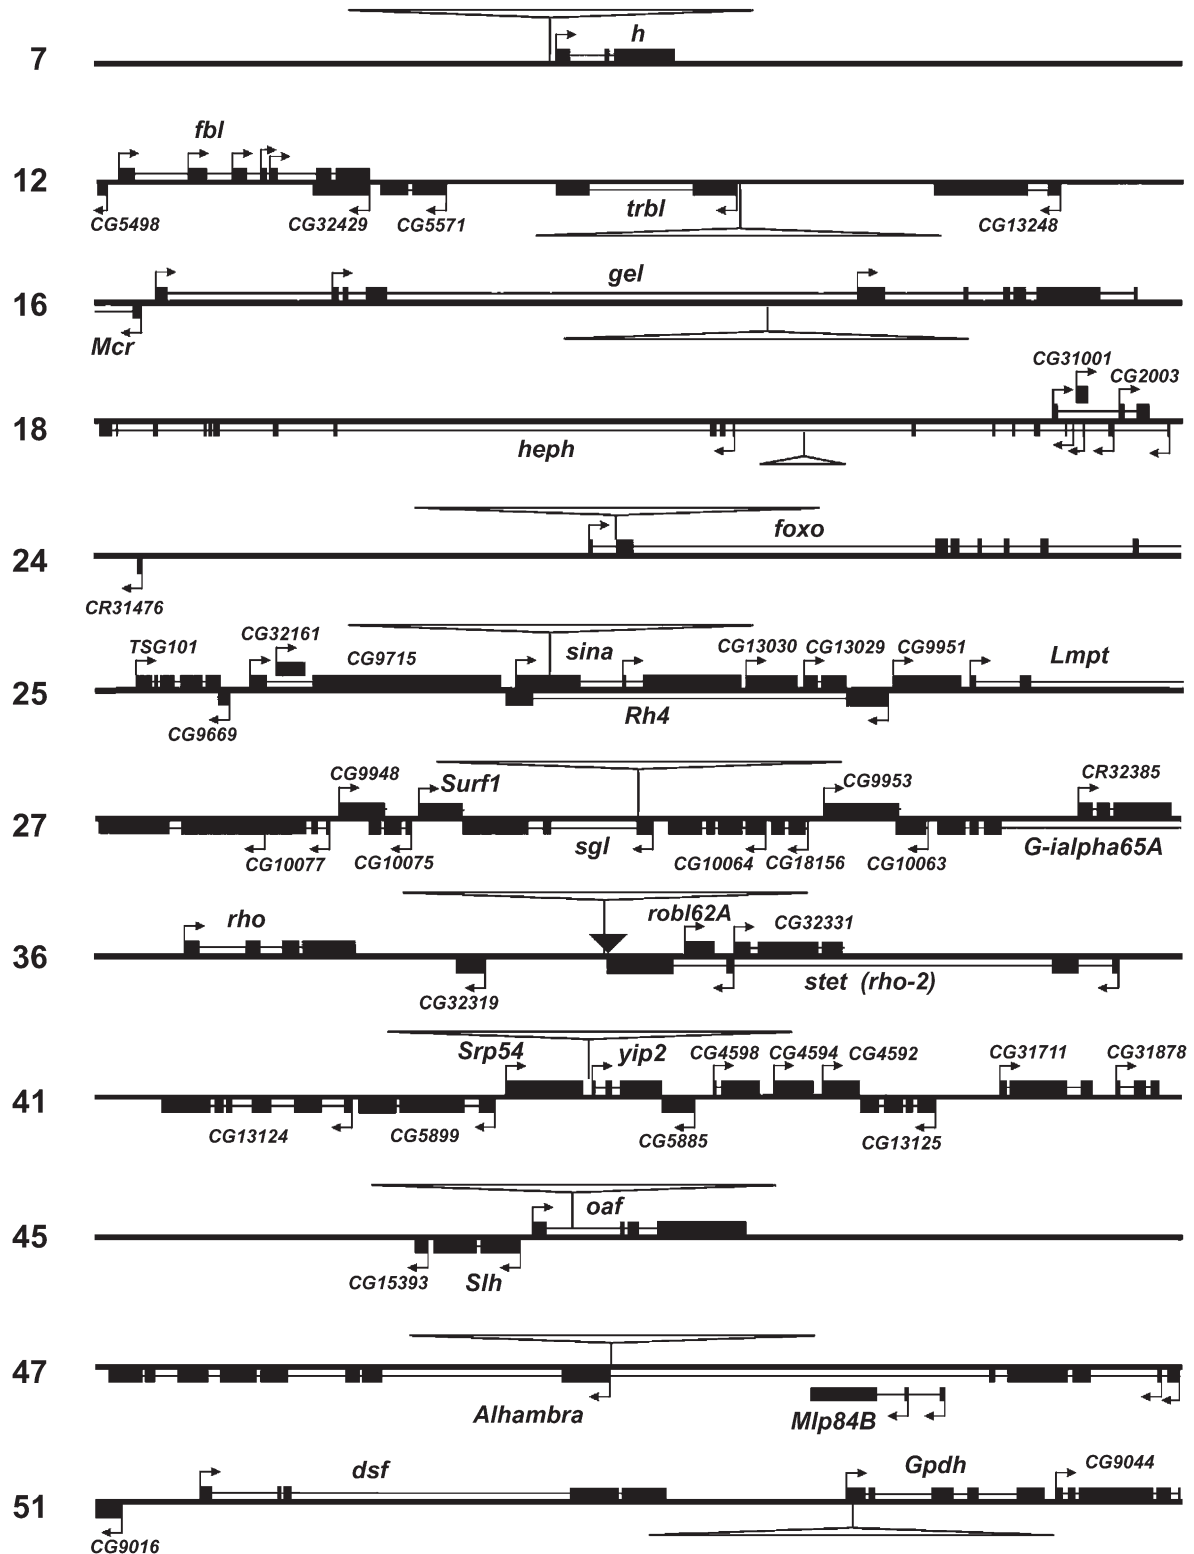 h
7
fbl
12
CG5498
CG32429
CG5571
trbl
CG13248
gel
16
Mcr
CG31001
CG2003
18
heph
foxo
24
CR31476
TSG101
CG32161
CG9715
sina
CG13030
CG13029
CG9951
Lmpt
25
CG9669
Rh4
CG9948
Surf1
CG9953
CR32385
27
CG10077
CG10075
sgl
CG10064
CG18156
CG10063
G-ialpha65A
rho
robl62A
CG32331
36
CG32319
stet (rho-2)
Srp54
yip2
CG4598
CG4594
CG4592
CG31711
CG31878
41
CG13124
CG5899
CG5885
CG13125
oaf
45
CG15393
Slh
47
Alhambra
Mlp84B
dsf
Gpdh
CG9044
51
CG9016